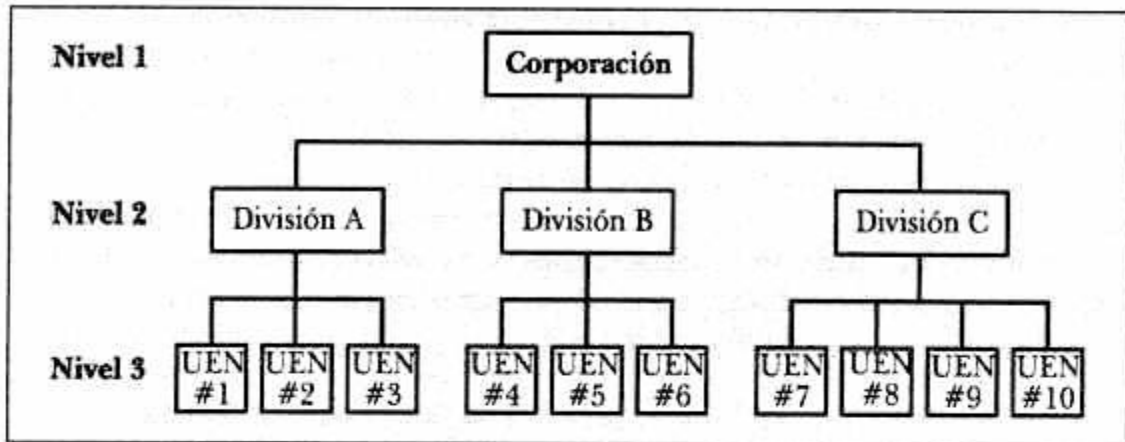 Nivel 1
Corporación
Nivel 2
División A
División B
División C
Nivel 3
UEN
#1
UEN
#2
UEN
#3
UEN
#4
UEN
#5
UEN
#6
UEN
#7
UEN
#8
UEN
#9
UEN
#10